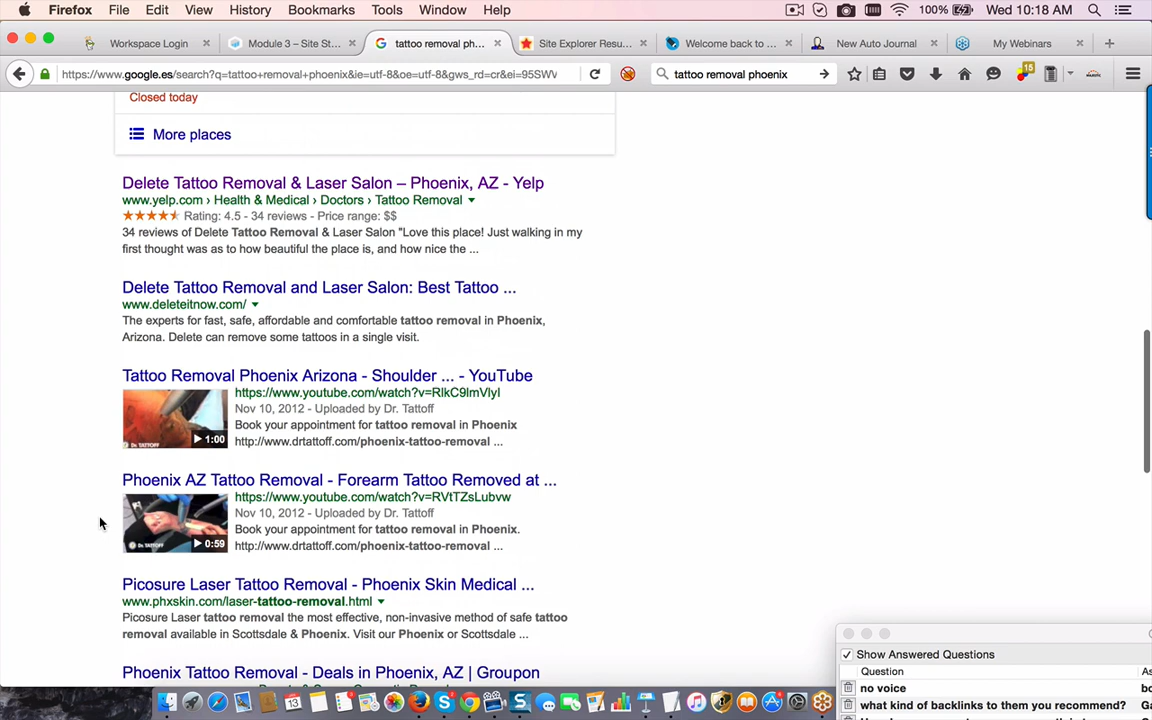 Firefox File Edit View History Bookmarks Tools Window Help 100% Wed 10:18 AM
Workspace Login Module 3 – Site St... tattoo removal ph... Site Explorer Resu... Welcome back to ... New Auto Journal My Webinars
https://www.google.es/search?q=tattoo+removal+phoenix&ie=utf-8&oe=utf-8&gws_rd=cr&ei=95SWV tattoo removal phoenix 15
Closed today
More places
Delete Tattoo Removal & Laser Salon – Phoenix, AZ - Yelp
www.yelp.com › Health & Medical › Doctors › Tattoo Removal
Rating: 4.5 - 34 reviews - Price range: $$
34 reviews of Delete Tattoo Removal & Laser Salon "Love this place! Just walking in my
first thought was as to how beautiful the place is, and how nice the ...
Delete Tattoo Removal and Laser Salon: Best Tattoo ...
www.deleteitnow.com/
The experts for fast, safe, affordable and comfortable tattoo removal in Phoenix,
Arizona. Delete can remove some tattoos in a single visit.
Tattoo Removal Phoenix Arizona - Shoulder ... - YouTube
https://www.youtube.com/watch?v=RlkC9lmVlyI
Nov 10, 2012 - Uploaded by Dr. Tattoff
Book your appointment for tattoo removal in Phoenix
http://www.drtattoff.com/phoenix-tattoo-removal ...
Dr. TATTOFF 1:00
Phoenix AZ Tattoo Removal - Forearm Tattoo Removed at ...
https://www.youtube.com/watch?v=RVtTZsLubvw
Nov 10, 2012 - Uploaded by Dr. Tattoff
Book your appointment for tattoo removal in Phoenix.
http://www.drtattoff.com/phoenix-tattoo-removal ...
Dr. TATTOFF 0:59
Picosure Laser Tattoo Removal - Phoenix Skin Medical ...
www.phxskin.com/laser-tattoo-removal.html
Picosure Laser tattoo removal the most effective, non-invasive method of safe tattoo
removal available in Scottsdale & Phoenix. Visit our Phoenix or Scottsdale ...
Phoenix Tattoo Removal - Deals in Phoenix, AZ | Groupon
Show Answered Questions
Question As
no voice bo
what kind of backlinks to them you recommend? Ga
13